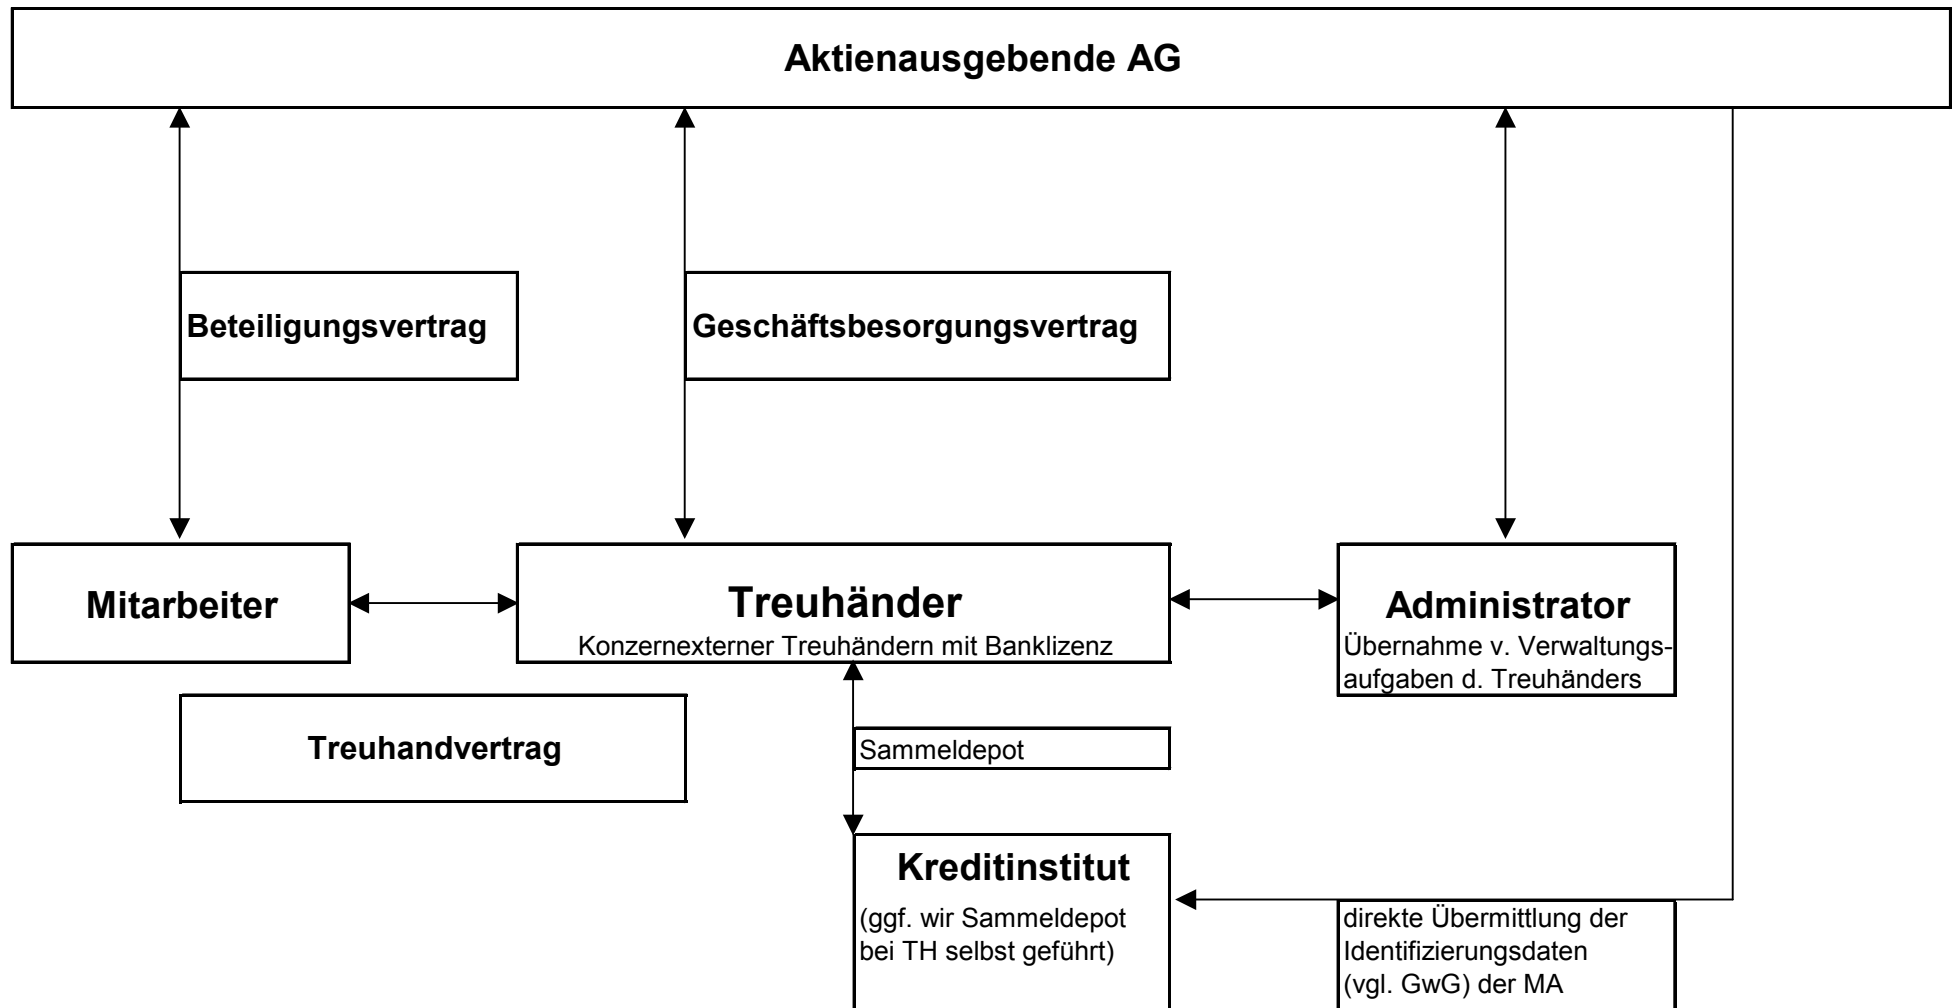 Aktienausgebende AG
Beteiligungsvertrag
Geschäftsbesorgungsvertrag
Mitarbeiter
Treuhänder
Konzernexterner Treuhändern mit Banklizenz
Administrator
Übernahme v. Verwaltungs-
aufgaben d. Treuhänders
Treuhandvertrag
Sammeldepot
Kreditinstitut
(ggf. wir Sammeldepot
bei TH selbst geführt)
direkte Übermittlung der
Identifizierungsdaten
(vgl. GwG) der MA